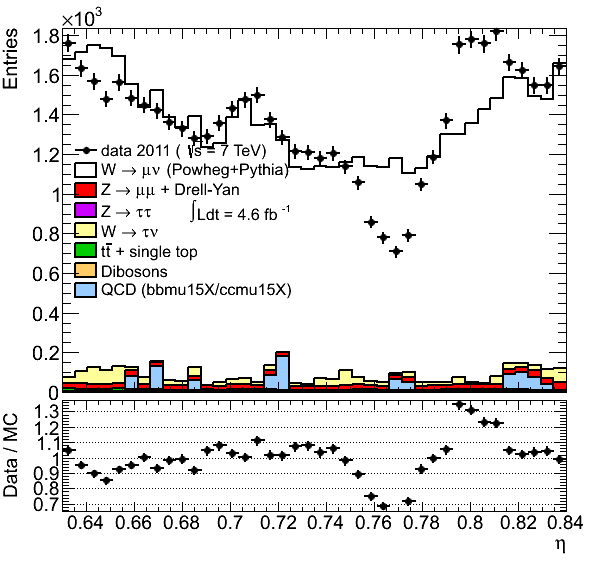 ×10³
Entries
1.8
1.6
1.4
1.2
1
0.8
0.6
0.4
0.2
0
data 2011 ( √s = 7 TeV)
W → μν (Powheg+Pythia)
Z → μμ + Drell-Yan
Z → ττ ∫Ldt = 4.6 fb⁻¹
W → τν
tt̄ + single top
Dibosons
QCD (bbmu15X/ccmu15X)
Data / MC
1.3
1.2
1.1
1
0.9
0.8
0.7
0.64 0.66 0.68 0.7 0.72 0.74 0.76 0.78 0.8 0.82 0.84
η